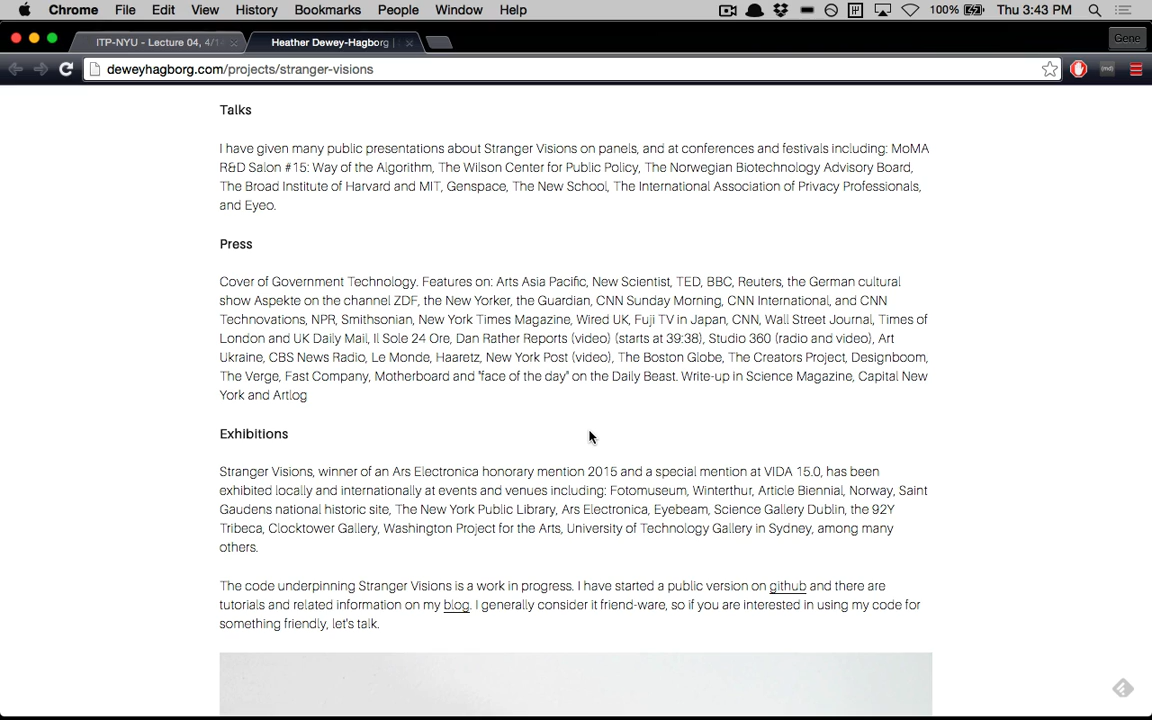 Chrome File Edit View History Bookmarks People Window Help 100% Thu 3:43 PM
ITP-NYU - Lecture 04, 4/1 Heather Dewey-Hagborg | Gene
deweyhagborg.com/projects/stranger-visions
Talks
I have given many public presentations about Stranger Visions on panels, and at conferences and festivals including: MoMA
R&D Salon #15: Way of the Algorithm, The Wilson Center for Public Policy, The Norwegian Biotechnology Advisory Board,
The Broad Institute of Harvard and MIT, Genspace, The New School, The International Association of Privacy Professionals,
and Eyeo.
Press
Cover of Government Technology. Features on: Arts Asia Pacific, New Scientist, TED, BBC, Reuters, the German cultural
show Aspekte on the channel ZDF, the New Yorker, the Guardian, CNN Sunday Morning, CNN International, and CNN
Technovations, NPR, Smithsonian, New York Times Magazine, Wired UK, Fuji TV in Japan, CNN, Wall Street Journal, Times of
London and UK Daily Mail, Il Sole 24 Ore, Dan Rather Reports (video) (starts at 39:38), Studio 360 (radio and video), Art
Ukraine, CBS News Radio, Le Monde, Haaretz, New York Post (video), The Boston Globe, The Creators Project, Designboom,
The Verge, Fast Company, Motherboard and "face of the day" on the Daily Beast. Write-up in Science Magazine, Capital New
York and Artlog
Exhibitions
Stranger Visions, winner of an Ars Electronica honorary mention 2015 and a special mention at VIDA 15.0, has been
exhibited locally and internationally at events and venues including: Fotomuseum, Winterthur, Article Biennial, Norway, Saint
Gaudens national historic site, The New York Public Library, Ars Electronica, Eyebeam, Science Gallery Dublin, the 92Y
Tribeca, Clocktower Gallery, Washington Project for the Arts, University of Technology Gallery in Sydney, among many
others.
The code underpinning Stranger Visions is a work in progress. I have started a public version on github and there are
tutorials and related information on my blog. I generally consider it friend-ware, so if you are interested in using my code for
something friendly, let's talk.